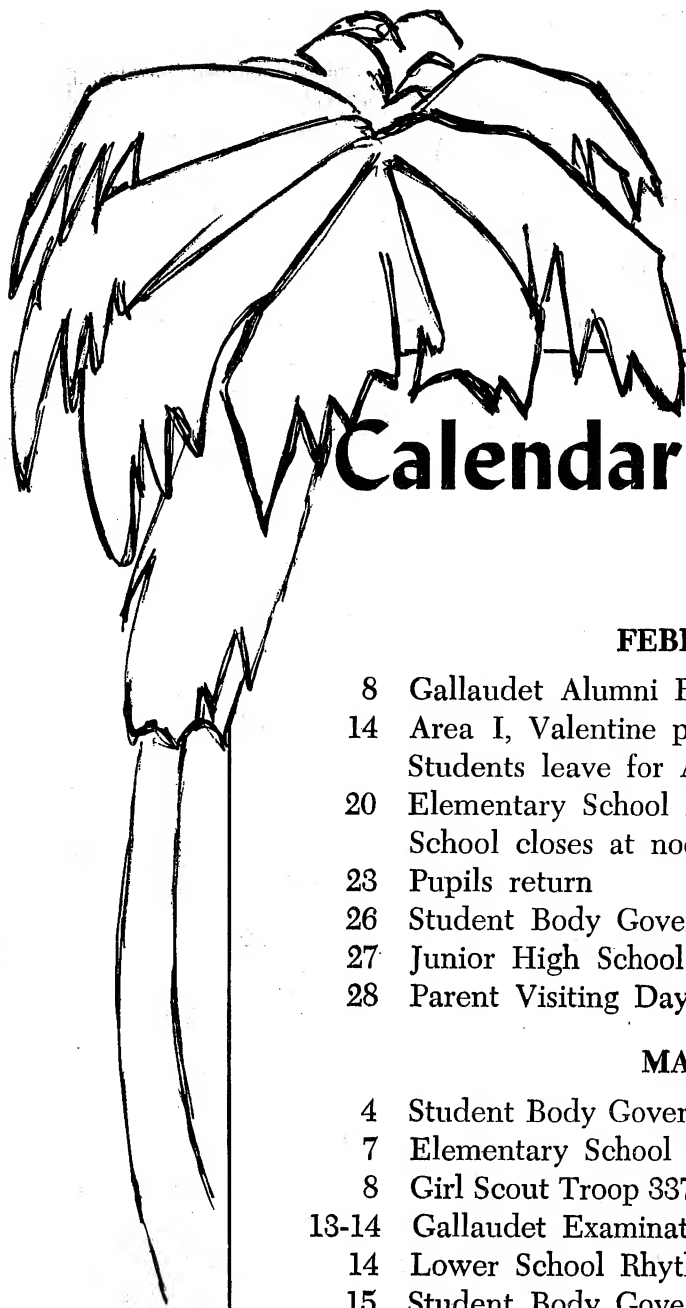 Calendar
FEB
8 Gallaudet Alumni
14 Area I, Valentine
Students leave for
20 Elementary School
School closes at
23 Pupils return
26 Student Body
27 Junior High School
28 Parent Visiting Day
MA
4 Student Body
7 Elementary School
8 Girl Scout Troop 337
13-14 Gallaudet
14 Lower School
15 Student Body